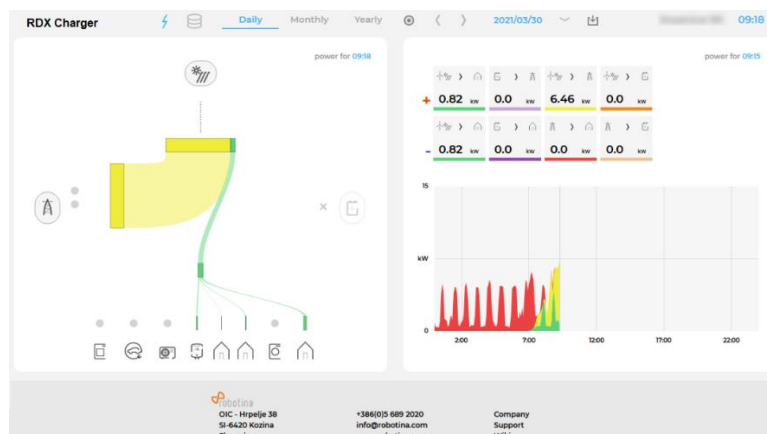 RDX Charger
Daily Monthly Yearly
2021/03/30
09:18
power for 09:18
power for 09:15
+ 0.82 kW 0.0 kW 6.46 kW 0.0 kW
- 0.82 kW 0.0 kW 0.0 kW 0.0 kW
15
kW
0
2:00 7:00 12:00 17:00 22:00
robotina
OIC - Hrpelje 38 +386(0)5 689 2020 Company
SI-6420 Kozina info@robotina.com Support